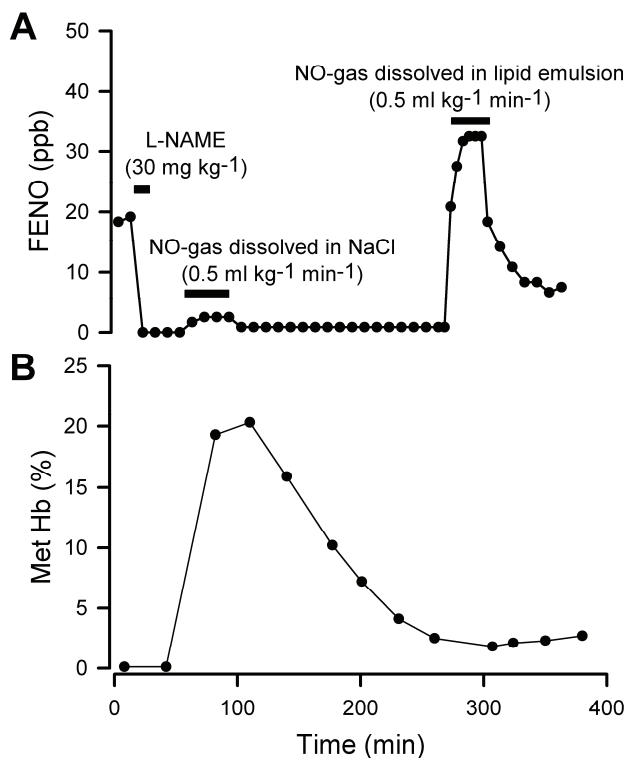 A
50
40
30
20
10
0
FENO (ppb)
NO-gas dissolved in lipid emulsion
(0.5 ml kg-1 min-1)
L-NAME
(30 mg kg-1)
NO-gas dissolved in NaCl
(0.5 ml kg-1 min-1)
B
25
20
15
10
5
0
Met Hb (%)
0 100 200 300 400
Time (min)